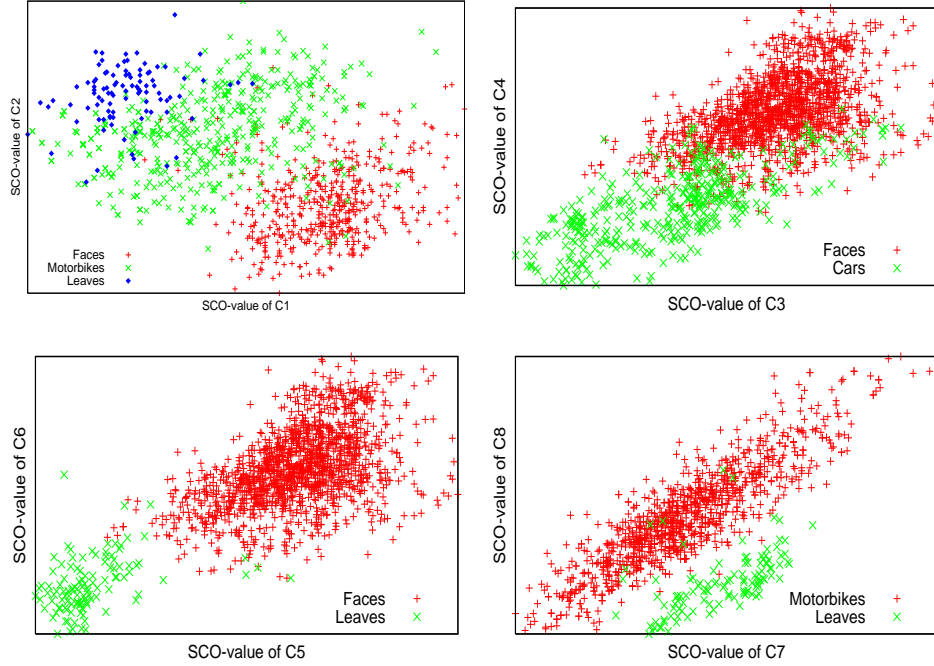 SCO-value of C2
Faces
Motorbikes
Leaves
SCO-value of C1
SCO-value of C4
Faces
Cars
SCO-value of C3
SCO-value of C6
Faces
Leaves
SCO-value of C5
SCO-value of C8
Motorbikes
Leaves
SCO-value of C7